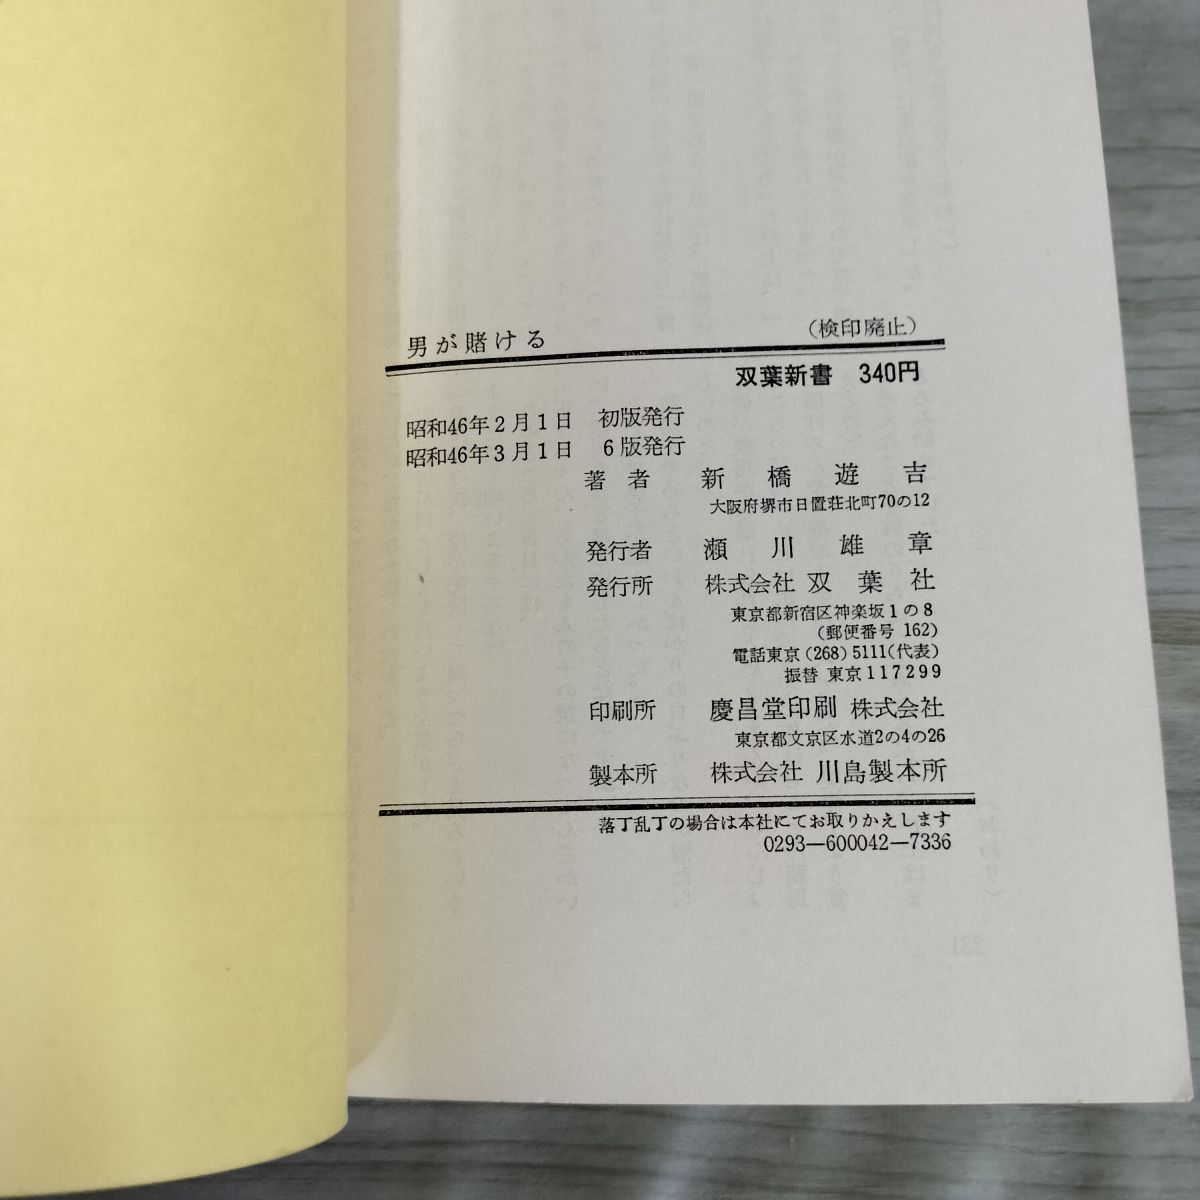 男が賭ける （検印廃止）
双葉新書 340円
昭和46年2月1日 初版発行
昭和46年3月1日 6版発行
著者 新橋遊吉
大阪府堺市日置荘北町70の12
発行者 瀬川雄章
発行所 株式会社 双葉社
東京都新宿区神楽坂1の8
(郵便番号 162)
電話東京(268)5111(代表)
振替 東京117299
印刷所 慶昌堂印刷 株式会社
東京都文京区水道2の4の26
製本所 株式会社 川島製本所
落丁乱丁の場合は本社にてお取りかえします
0293—600042—7336